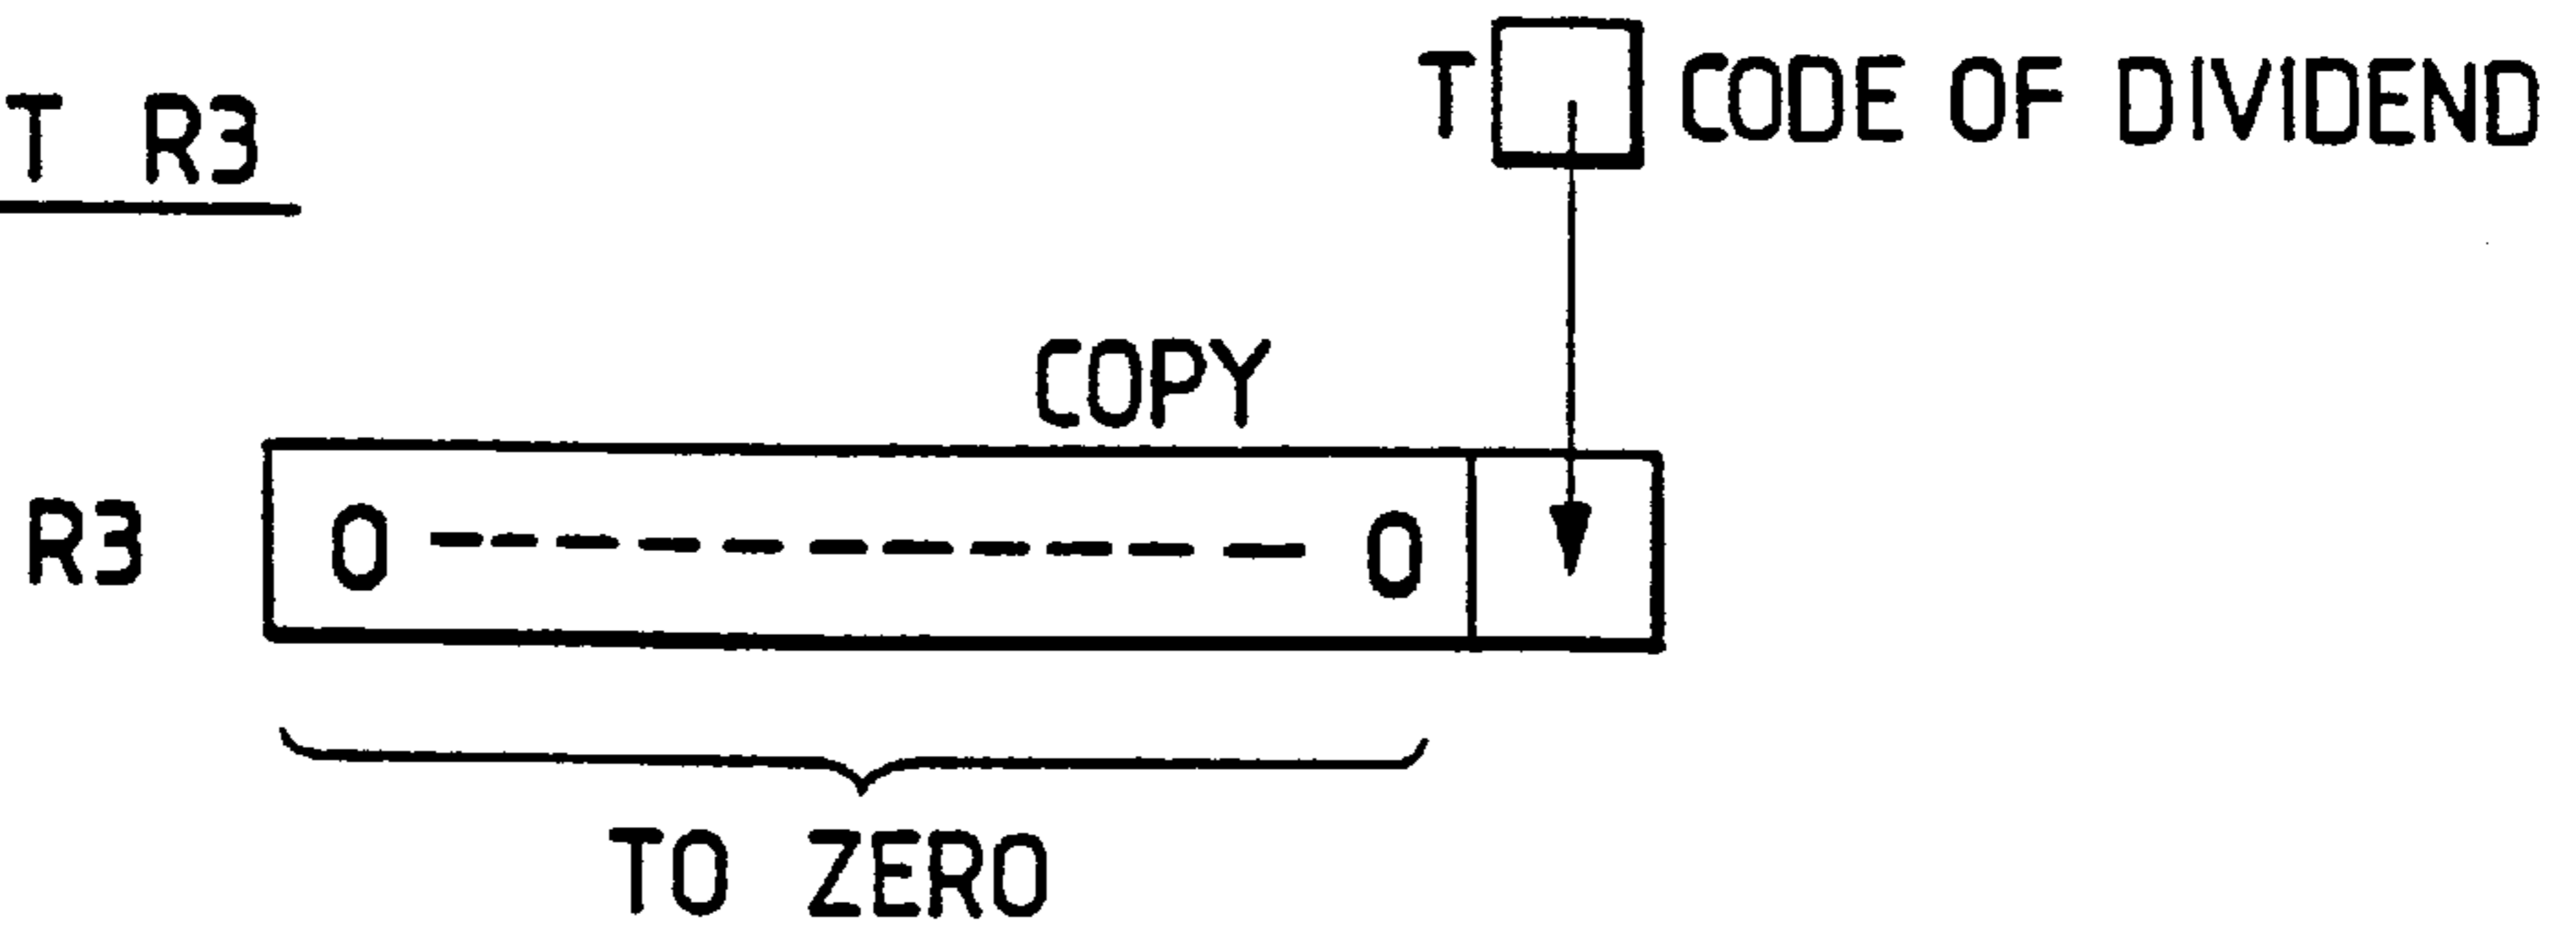 T R3
T CODE OF DIVIDEND
COPY
R3 0 0
TO ZERO